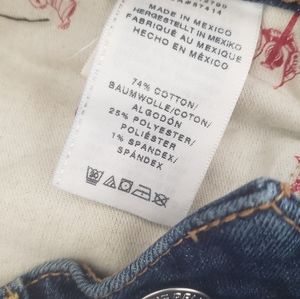 MADE IN MEXICO
HERGESTELLT IN MEXIKO
FABRIQUÉ AU MEXIQUE
HECHO EN MÉXICO
74% COTTON/
BAUMWOLLE/COTON/
ALGODÓN
25% POLYESTER/
POLIÉSTER
1% SPANDEX/
SPÁNDEX